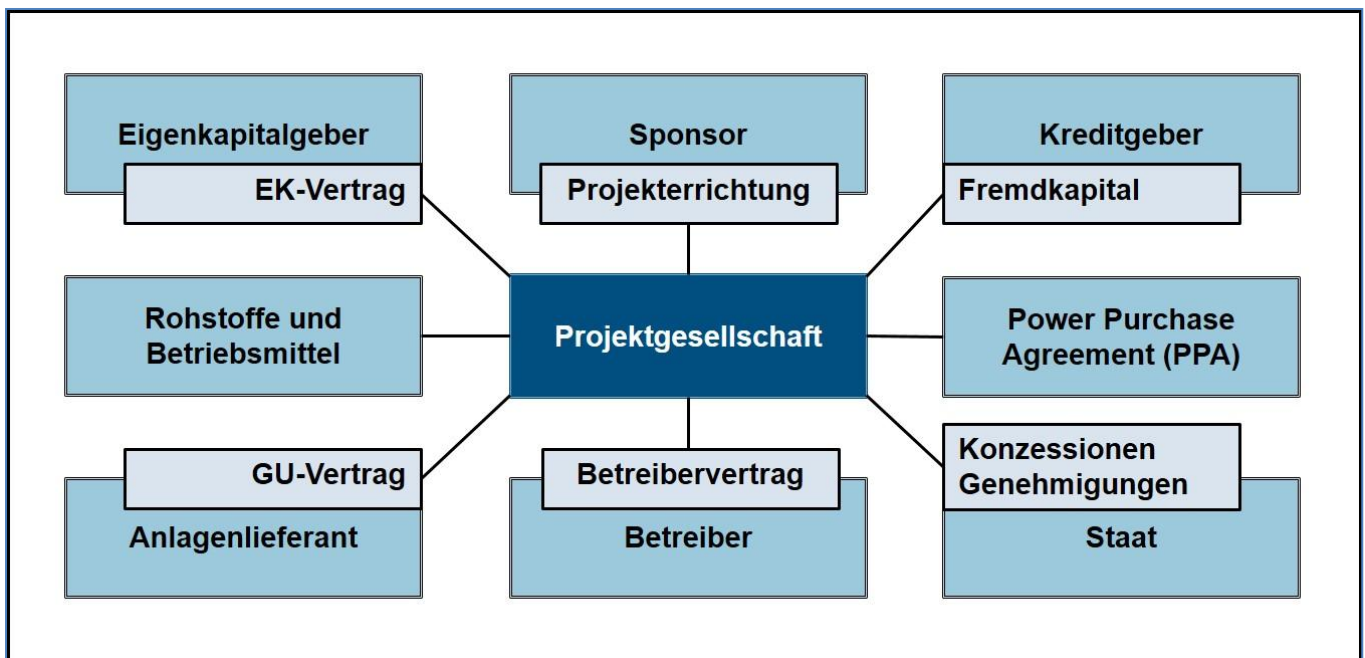 Eigenkapitalgeber
EK-Vertrag
Sponsor
Projekterrichtung
Kreditgeber
Fremdkapital
Rohstoffe und
Betriebsmittel
Projektgesellschaft
Power Purchase
Agreement (PPA)
GU-Vertrag
Anlagenlieferant
Betreibervertrag
Betreiber
Konzessionen
Genehmigungen
Staat